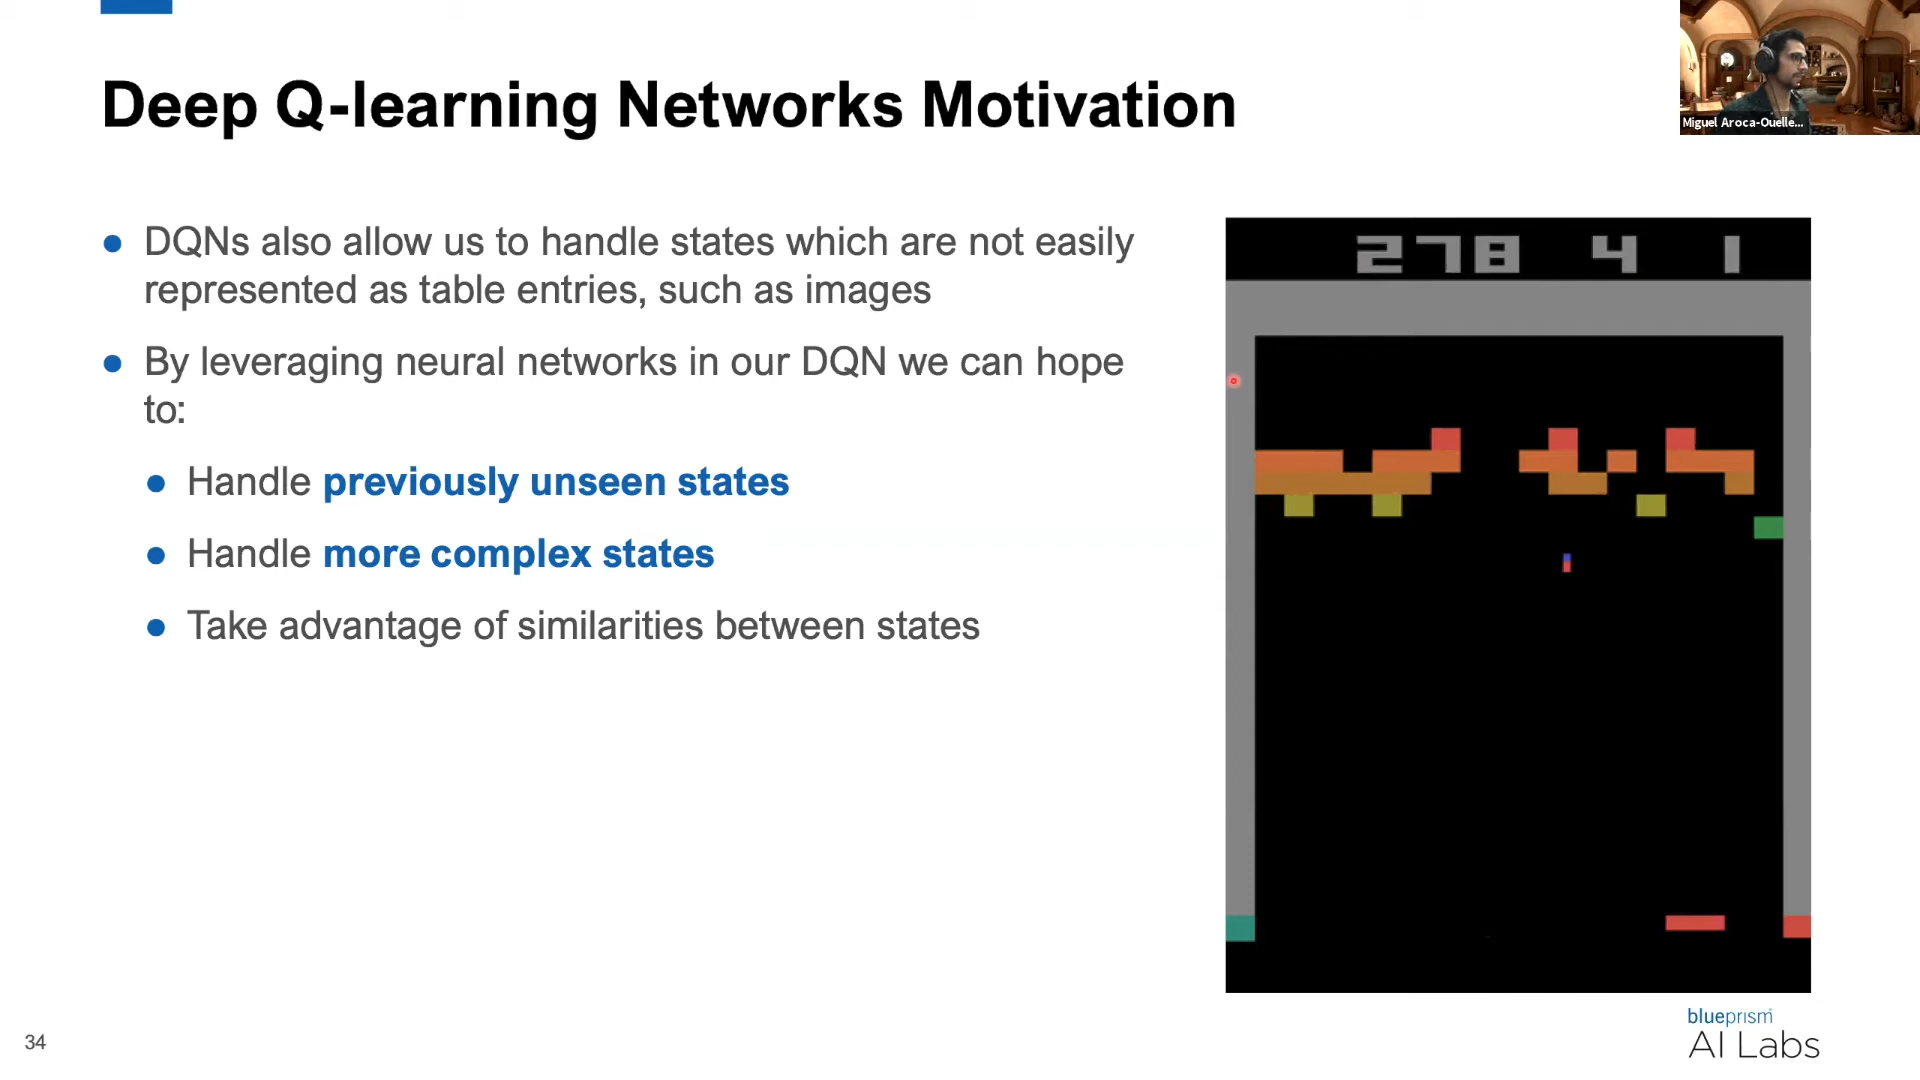 Deep Q-learning Networks Motivation
Miguel Aroca-Ouelle...
● DQNs also allow us to handle states which are not easily
represented as table entries, such as images
● By leveraging neural networks in our DQN we can hope
to:
● Handle previously unseen states
● Handle more complex states
● Take advantage of similarities between states
278 4 1
34
blueprism
AI Labs